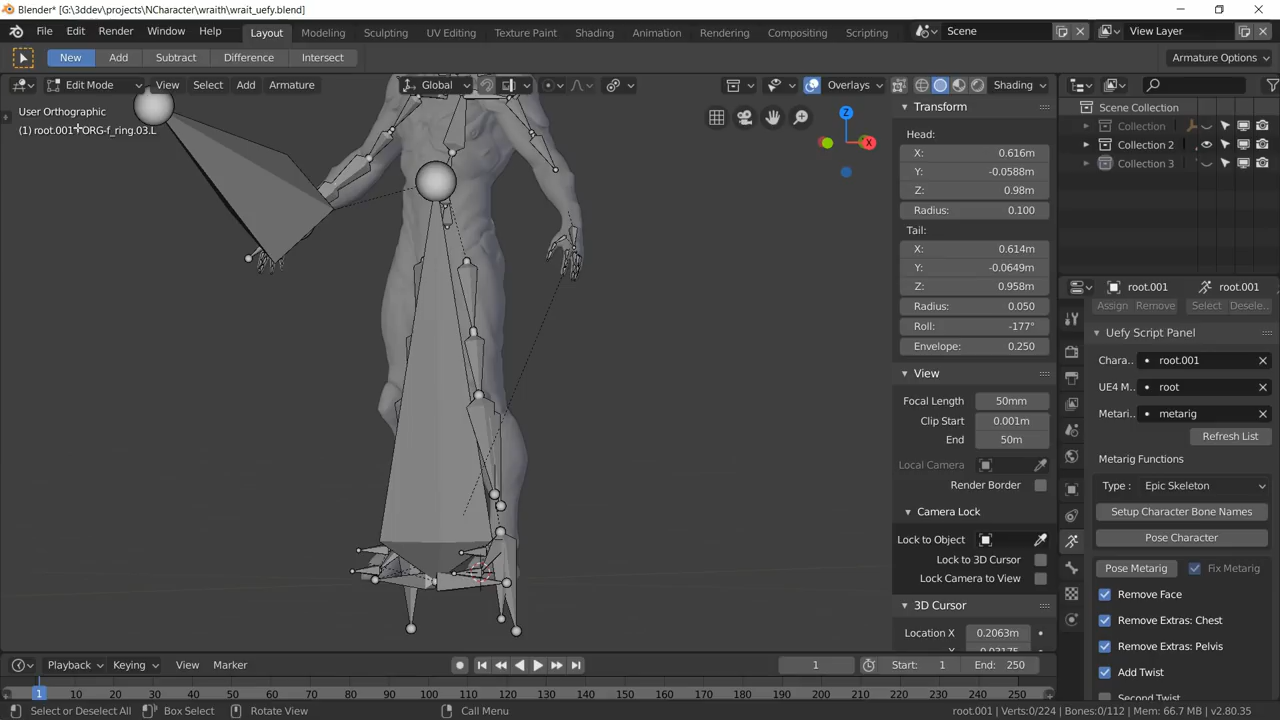 Blender* [G:\3ddev\projects\NCharacter\wraith\wrait_uefy.blend]
File Edit Render Window Help Layout Modeling Sculpting UV Editing Texture Paint Shading Animation Rendering Compositing Scripting Scene View Layer
New Add Subtract Difference Intersect Armature Options
Edit Mode View Select Add Armature Global Overlays Shading
User Orthographic
(1) root.001 ORG-f_ring.03.L
Z
X
Transform
Head:
X: 0.616m
Y: -0.0588m
Z: 0.98m
Radius: 0.100
Tail:
X: 0.614m
Y: -0.0649m
Z: 0.958m
Radius: 0.050
Roll: -177°
Envelope: 0.250
View
Focal Length 50mm
Clip Start 0.001m
End 50m
Local Camera
Render Border
Camera Lock
Lock to Object
Lock to 3D Cursor
Lock Camera to View
3D Cursor
Location X 0.2063m
Scene Collection
Collection
Collection 2
Collection 3
root.001 root.001
Assign Remove Select Desele..
Uefy Script Panel
Chara.. root.001
UE4 M.. root
Metari.. metarig
Refresh List
Metarig Functions
Type : Epic Skeleton
Setup Character Bone Names
Pose Character
Pose Metarig Fix Metarig
Remove Face
Remove Extras: Chest
Remove Extras: Pelvis
Add Twist
Second Twist
Playback Keying View Marker 1 Start: 1 End: 250
1 10 20 30 40 50 60 70 80 90 100 110 120 130 140 150 160 170 180 190 200 210 220 230 240 250
Select or Deselect All Box Select Rotate View Call Menu root.001 | Verts:0/224 | Bones:0/112 | Mem: 66.7 MB | v2.80.35